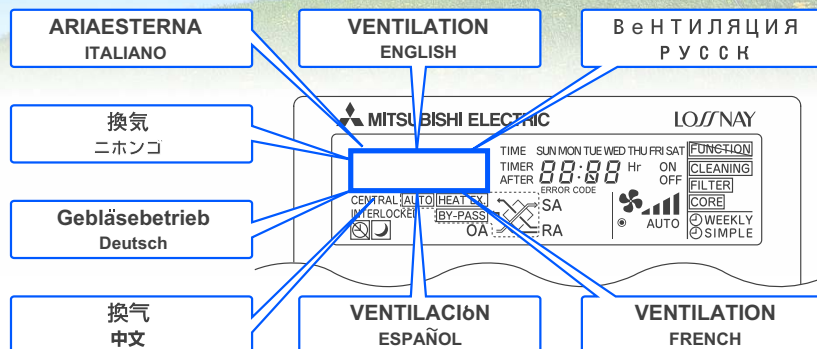 ARIAESTERNA
ITALIANO
VENTILATION
ENGLISH
ВеНТИЛЯЦИЯ
РУССК
換気
ニホンゴ
Gebläsebetrieb
Deutsch
換气
中文
VENTILACIóN
ESPAÑOL
VENTILATION
FRENCH
MITSUBISHI ELECTRIC
LOSSNAY
TIME SUN MON TUE WED THU FRI SAT
TIMER
AFTER
88:88 Hr
ON
OFF
ERROR CODE
FUNCTION
CLEANING
FILTER
CORE
CENTRAL AUTO HEAT EX.
INTERLOCKED BY-PASS
SA
OA
RA
AUTO
WEEKLY
SIMPLE